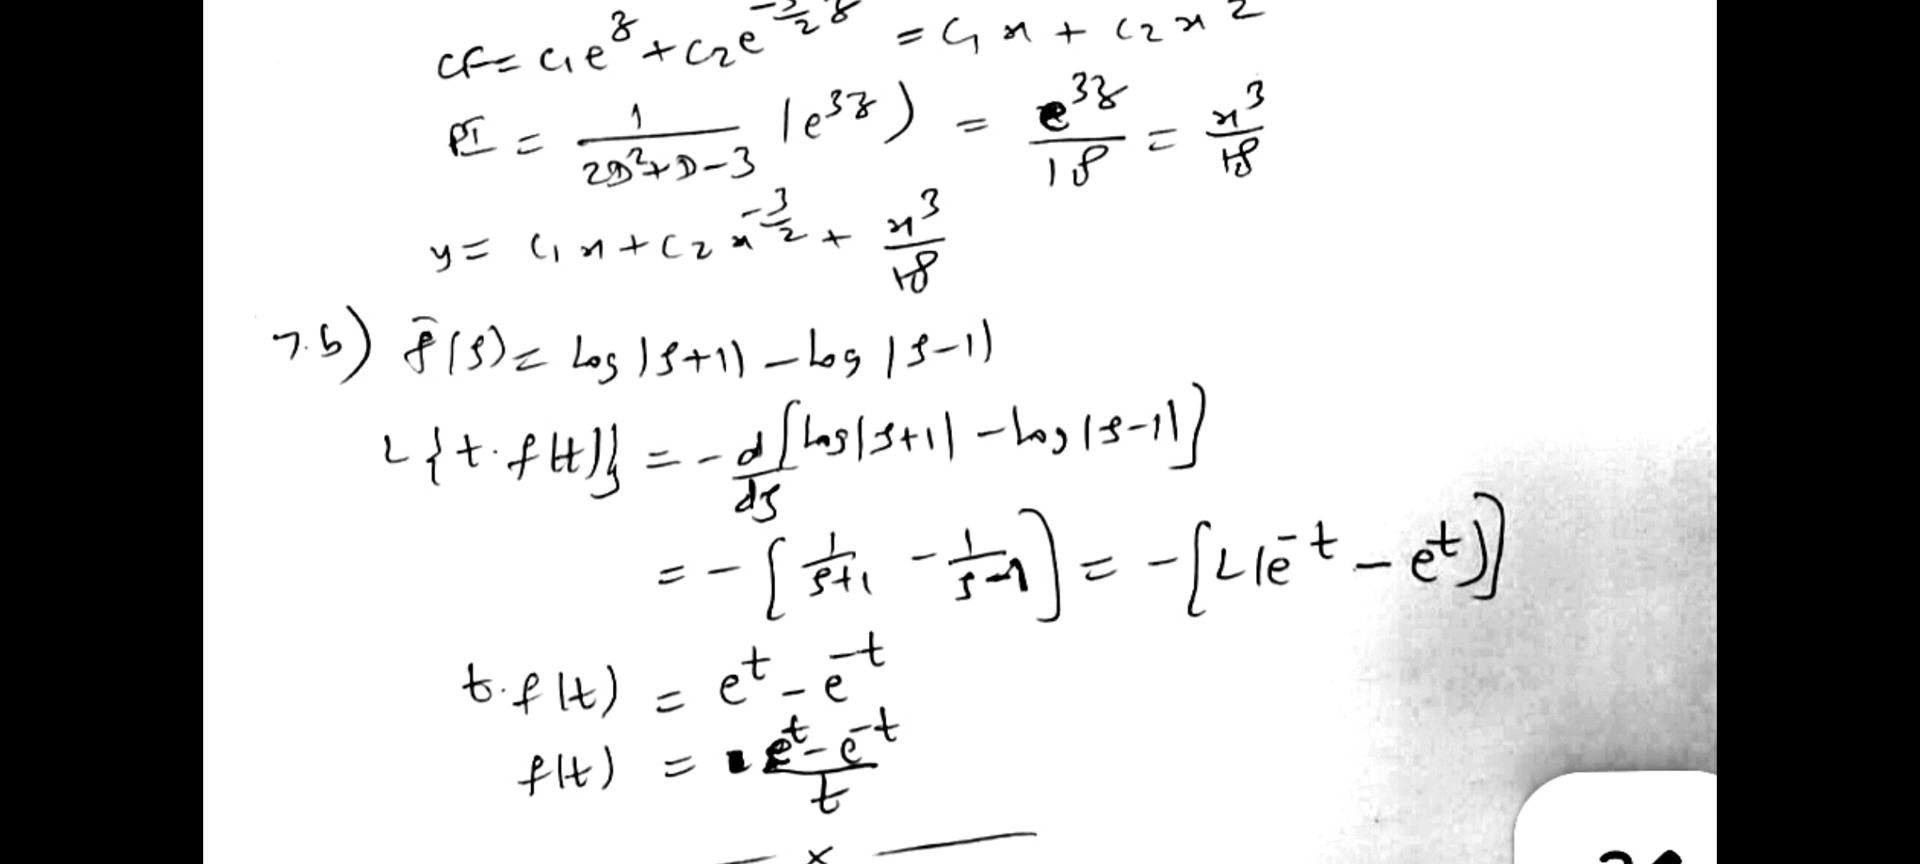 CF = c₁e^z + c₂e^(-3/2 z) = c₁x + c₂x^2
PI = 1/(2D²+D-3) (e^(3z)) = e^(3z)/18 = x³/18
y = c₁x + c₂x^(-3/2) + x³/18
7.b) f̄(s) = log(s+1) - log(s-1)
L{t.f(t)} = -d/ds [log(s+1) - log(s-1)]
= -[1/(s+1) - 1/(s-1)] = -[L(e^-t - e^t)]
t.f(t) = e^t - e^-t
f(t) = (e^t - e^-t)/t
x